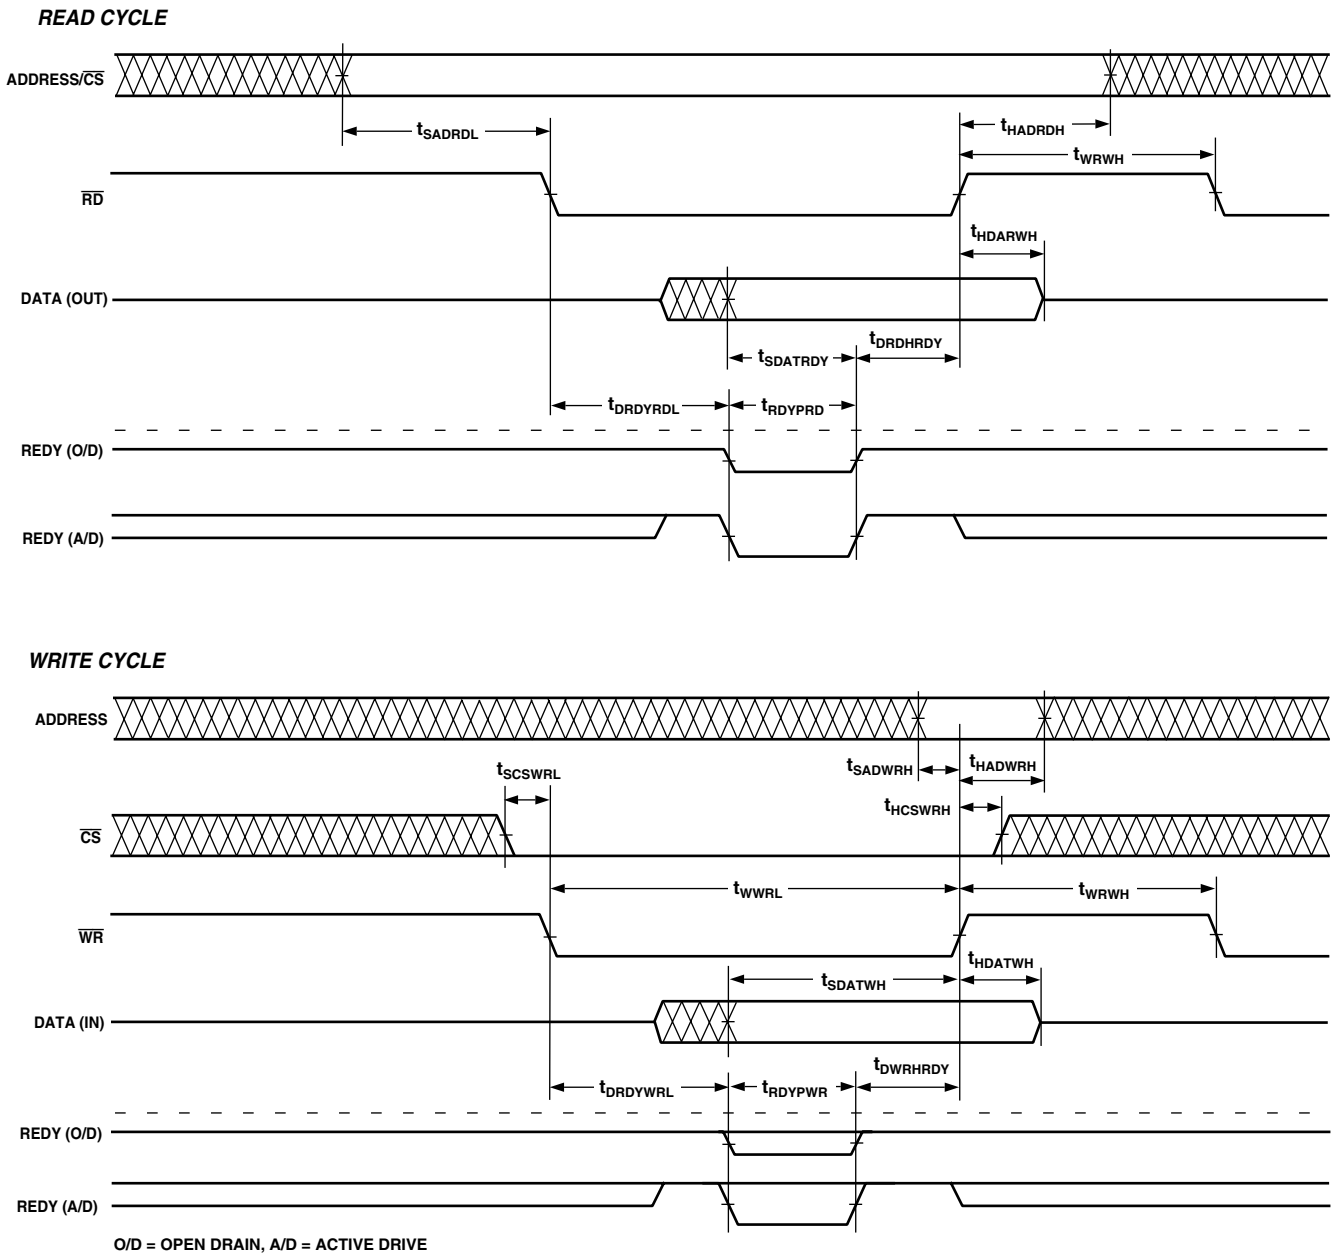 READ CYCLE
ADDRESS/CS
tSADRDL
tHADRDH
tWRWH
RD
tHDARWH
DATA (OUT)
tDRDHRDY
tSDATRDY
tDRDYRDL
tRDYPRD
REDY (O/D)
REDY (A/D)
WRITE CYCLE
ADDRESS
tSCSWRL
tSADWRH
tHADWRH
tHCSWRH
CS
tWWRL
tWRWH
WR
tHDATWH
tSDATWH
DATA (IN)
tDWRHRDY
tDRDYWRL
tRDYPWR
REDY (O/D)
REDY (A/D)
O/D = OPEN DRAIN, A/D = ACTIVE DRIVE